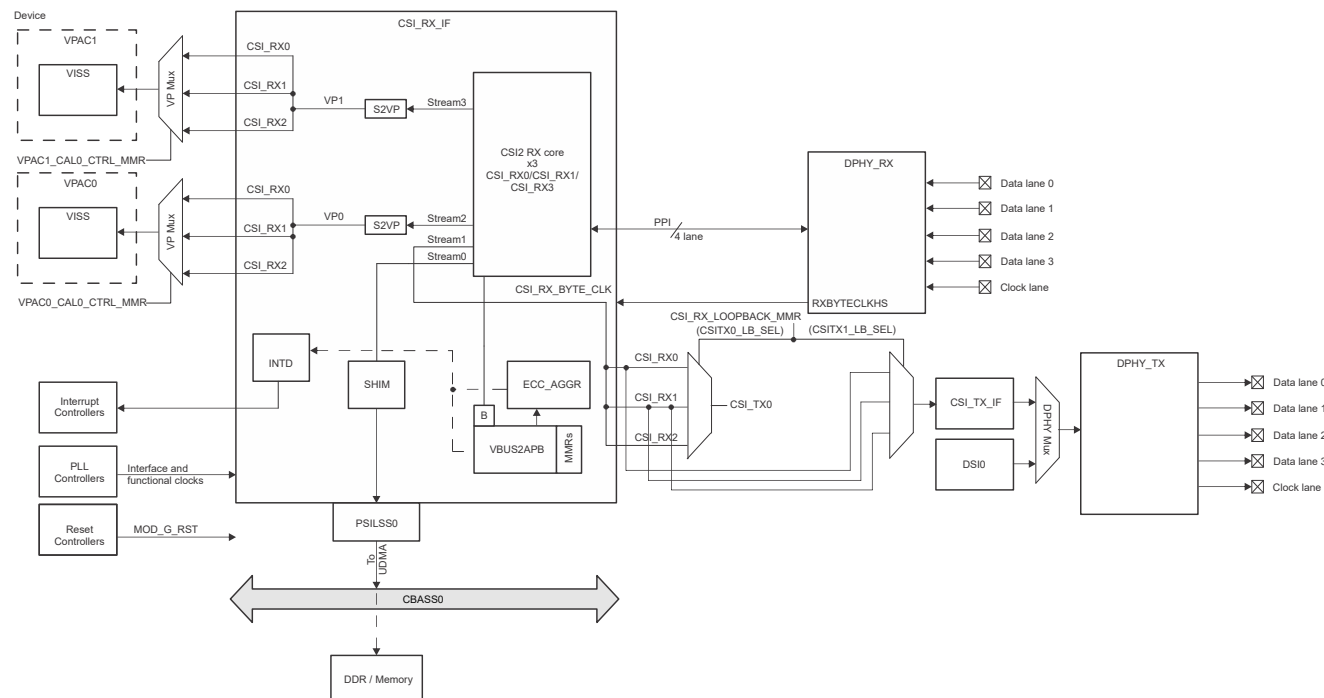 Device
VPAC1
VISS
VP Mux
VPAC1_CAL0_CTRL_MMR
VPAC0
VISS
VP Mux
VPAC0_CAL0_CTRL_MMR
CSI_RX_IF
CSI_RX0
CSI_RX1
CSI_RX2
VP1
S2VP
Stream3
CSI_RX0
CSI_RX1
CSI_RX2
VP0
S2VP
Stream2
Stream1
Stream0
CSI2 RX core
x3
CSI_RX0/CSI_RX1/
CSI_RX3
CSI_RX_BYTE_CLK
PPI
4 lane
DPHY_RX
RXBYTECLKHS
Data lane 0
Data lane 1
Data lane 2
Data lane 3
Clock lane
INTD
SHIM
ECC_AGGR
B
VBUS2APB
MMRs
Interrupt
Controllers
PLL
Controllers
Interface and
functional clocks
Reset
Controllers
MOD_G_RST
CSI_RX_LOOPBACK_MMR
(CSITX0_LB_SEL)
(CSITX1_LB_SEL)
CSI_RX0
CSI_RX1
CSI_RX2
CSI_TX0
CSI_TX_IF
DSI0
DPHY Mux
DPHY_TX
Data lane 0
Data lane 1
Data lane 2
Data lane 3
Clock lane
PSILSS0
To
UDMA
CBASS0
DDR / Memory